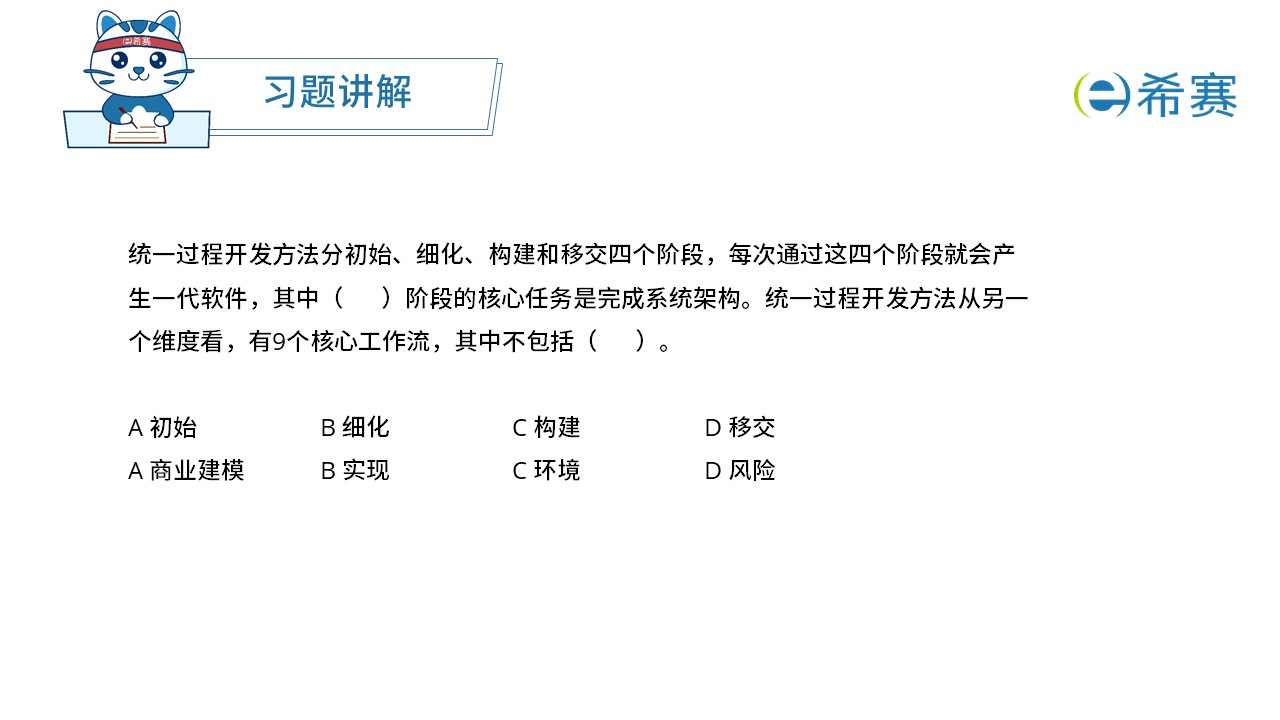 希赛
习题讲解
希赛
统一过程开发方法分初始、细化、构建和移交四个阶段，每次通过这四个阶段就会产
生一代软件，其中（　）阶段的核心任务是完成系统架构。统一过程开发方法从另一
个维度看，有9个核心工作流，其中不包括（　）。
A 初始 B 细化 C 构建 D 移交
A 商业建模 B 实现 C 环境 D 风险